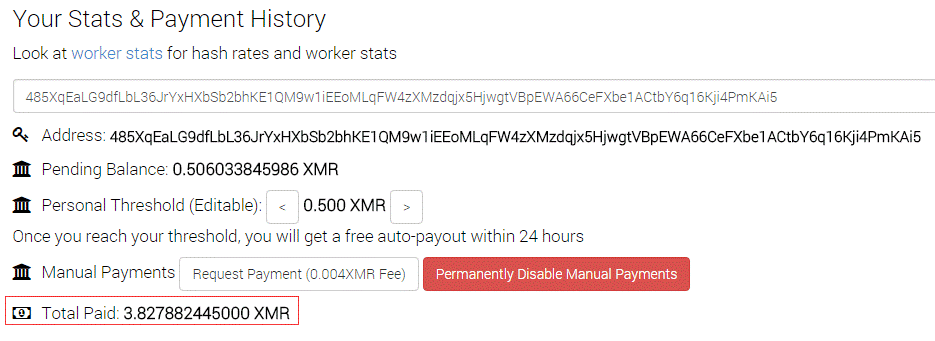 Your Stats & Payment History
Look at worker stats for hash rates and worker stats
485XqEaLG9dfLbL36JrYxHXbSb2bhKE1QM9w1iEEoMLqFW4zXMzdqjx5HjwgtVBpEWA66CeFXbe1ACtbY6q16Kji4PmKAi5
Address: 485XqEaLG9dfLbL36JrYxHXbSb2bhKE1QM9w1iEEoMLqFW4zXMzdqjx5HjwgtVBpEWA66CeFXbe1ACtbY6q16Kji4PmKAi5
Pending Balance: 0.506033845986 XMR
Personal Threshold (Editable): < 0.500 XMR >
Once you reach your threshold, you will get a free auto-payout within 24 hours
Manual Payments Request Payment (0.004XMR Fee) Permanently Disable Manual Payments
Total Paid: 3.827882445000 XMR